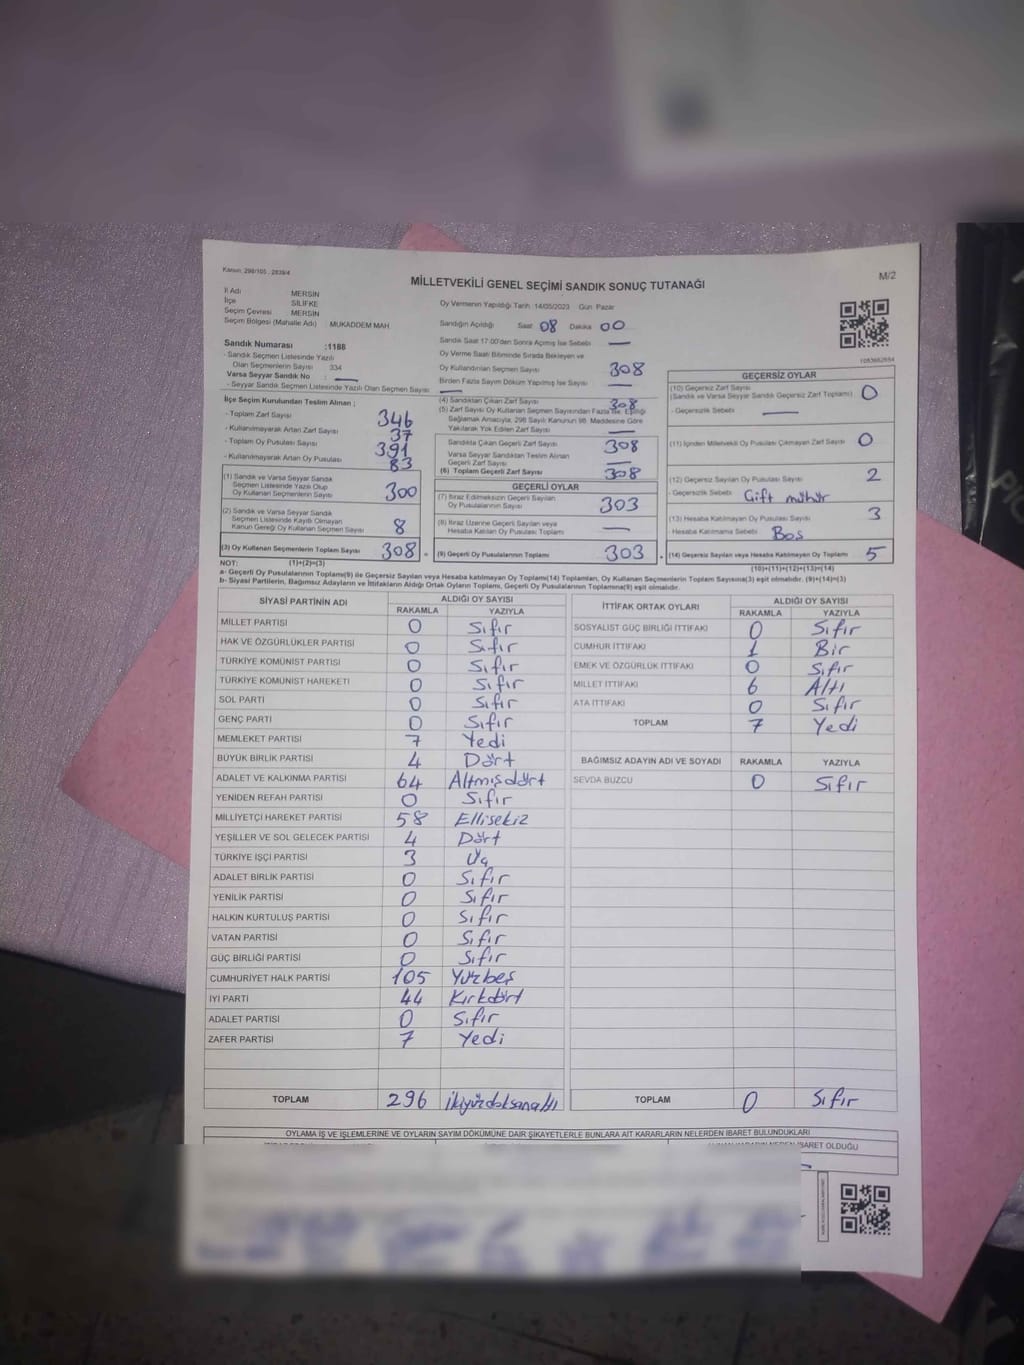 Kanun: 298/105 , 2839/4
M/2
MİLLETVEKİLİ GENEL SEÇİMİ SANDIK SONUÇ TUTANAĞI
İl Adı MERSİN
İlçe SİLİFKE
Seçim Çevresi MERSİN
Seçim Bölgesi (Mahalle Adı) : MUKADDEM MAH.
Sandık Numarası :1188
- Sandık Seçmen Listesinde Yazılı
Olan Seçmenlerin Sayısı 334
Varsa Seyyar Sandık No : —
- Seyyar Sandık Seçmen Listesinde Yazılı Olan Seçmen Sayısı —
İlçe Seçim Kurulundan Teslim Alınan ;
- Toplam Zarf Sayısı 346
- Kullanılmayarak Artan Zarf Sayısı 37
- Toplam Oy Pusulası Sayısı 391
- Kullanılmayarak Artan Oy Pusulası 83
(1) Sandık ve Varsa Seyyar Sandık
Seçmen Listesinde Yazılı Olup
Oy Kullanan Seçmenlerin Sayısı 300
(2) Sandık ve Varsa Seyyar Sandık
Seçmen Listesinde Kayıtlı Olmayan
Kanun Gereği Oy Kullanan Seçmen Sayısı 8
(3) Oy Kullanan Seçmenlerin Toplam Sayısı 308 =
(1)+(2)=(3)
Oy Vermenin Yapıldığı Tarih :14/05/2023 Gün Pazar
Sandığın Açıldığı Saat 08 Dakika 00
Sandık Saat 17:00'den Sonra Açılmış İse Sebebi —
Oy Verme Saati Bitiminde Sırada Bekleyen ve
Oy Kullandırılan Seçmen Sayısı 308
Birden Fazla Sayım Döküm Yapılmış İse Sayısı —
(4) Sandıktan Çıkan Zarf Sayısı 308
(5) Zarf Sayısı Oy Kullanan Seçmen Sayısından Fazla İse, Eşitliği
Sağlamak Amacıyla, 298 Sayılı Kanunun 98. Maddesine Göre
Yakılarak Yok Edilen Zarf Sayısı —
Sandıkta Çıkan Geçerli Zarf Sayısı 308
Varsa Seyyar Sandıktan Teslim Alınan
Geçerli Zarf Sayısı —
(6) Toplam Geçerli Zarf Sayısı 308
GEÇERLİ OYLAR
(7) İtiraz Edilmeksizin Geçerli Sayılan
Oy Pusulalarının Sayısı 303
(8) İtiraz Üzerine Geçerli Sayılan veya
Hesaba Katılan Oy Pusulası Toplamı —
(9) Geçerli Oy Pusulalarının Toplamı 303
1053662654
GEÇERSİZ OYLAR
(10) Geçersiz Zarf Sayısı
(Sandık ve Varsa Seyyar Sandık Geçersiz Zarf Toplamı) 0
- Geçersizlik Sebebi —
(11) İçinden Milletvekili Oy Pusulası Çıkmayan Zarf Sayısı 0
(12) Geçersiz Sayılan Oy Pusulası Sayısı 2
- Geçersizlik Sebebi Çift mühür
(13) Hesaba Katılmayan Oy Pusulası Sayısı 3
- Hesaba Katılmama Sebebi Boş
(14) Geçersiz Sayılan veya Hesaba Katılmayan Oy Toplamı 5
(10)+(11)+(12)+(13)=(14)
NOT:
a- Geçerli Oy Pusulalarının Toplamı(9) ile Geçersiz Sayılan veya Hesaba katılmayan Oy Toplamı(14) Toplamları, Oy Kullanan Seçmenlerin Toplam Sayısına(3) eşit olmalıdır. (9)+(14)=(3)
b- Siyasi Partilerin, Bağımsız Adayların ve İttifakların Aldığı Ortak Oyların Toplamı, Geçerli Oy Pusulalarının Toplamına(9) eşit olmalıdır.
SİYASİ PARTİNİN ADI ALDIĞI OY SAYISI
RAKAMLA YAZIYLA
MİLLET PARTİSİ 0 Sıfır
HAK VE ÖZGÜRLÜKLER PARTİSİ 0 Sıfır
TÜRKİYE KOMÜNİST PARTİSİ 0 Sıfır
TÜRKİYE KOMÜNİST HAREKETİ 0 Sıfır
SOL PARTİ 0 Sıfır
GENÇ PARTİ 0 Sıfır
MEMLEKET PARTİSİ 7 Yedi
BÜYÜK BİRLİK PARTİSİ 4 Dört
ADALET VE KALKINMA PARTİSİ 64 Altmışdört
YENİDEN REFAH PARTİSİ 0 Sıfır
MİLLİYETÇİ HAREKET PARTİSİ 58 Ellisekiz
YEŞİLLER VE SOL GELECEK PARTİSİ 4 Dört
TÜRKİYE İŞÇİ PARTİSİ 3 Üç
ADALET BİRLİK PARTİSİ 0 Sıfır
YENİLİK PARTİSİ 0 Sıfır
HALKIN KURTULUŞ PARTİSİ 0 Sıfır
VATAN PARTİSİ 0 Sıfır
GÜÇ BİRLİĞİ PARTİSİ 0 Sıfır
CUMHURİYET HALK PARTİSİ 105 Yüzbeş
İYİ PARTİ 44 Kırkdört
ADALET PARTİSİ 0 Sıfır
ZAFER PARTİSİ 7 Yedi
TOPLAM 296 ikiyüzdoksanaltı
İTTİFAK ORTAK OYLARI ALDIĞI OY SAYISI
RAKAMLA YAZIYLA
SOSYALİST GÜÇ BİRLİĞİ İTTİFAKI 0 Sıfır
CUMHUR İTTİFAKI 1 Bir
EMEK VE ÖZGÜRLÜK İTTİFAKI 0 Sıfır
MİLLET İTTİFAKI 6 Altı
ATA İTTİFAKI 0 Sıfır
TOPLAM 7 Yedi
BAĞIMSIZ ADAYIN ADI VE SOYADI RAKAMLA YAZIYLA
SEVDA BUZCU 0 Sıfır
TOPLAM 0 Sıfır
OYLAMA İŞ VE İŞLEMLERİNE VE OYLARIN SAYIM DÖKÜMÜNE DAİR ŞİKAYETLERLE BUNLARA AİT KARARLARIN NELERDEN İBARET BULUNDUKLARI
İBARET OLDUĞU